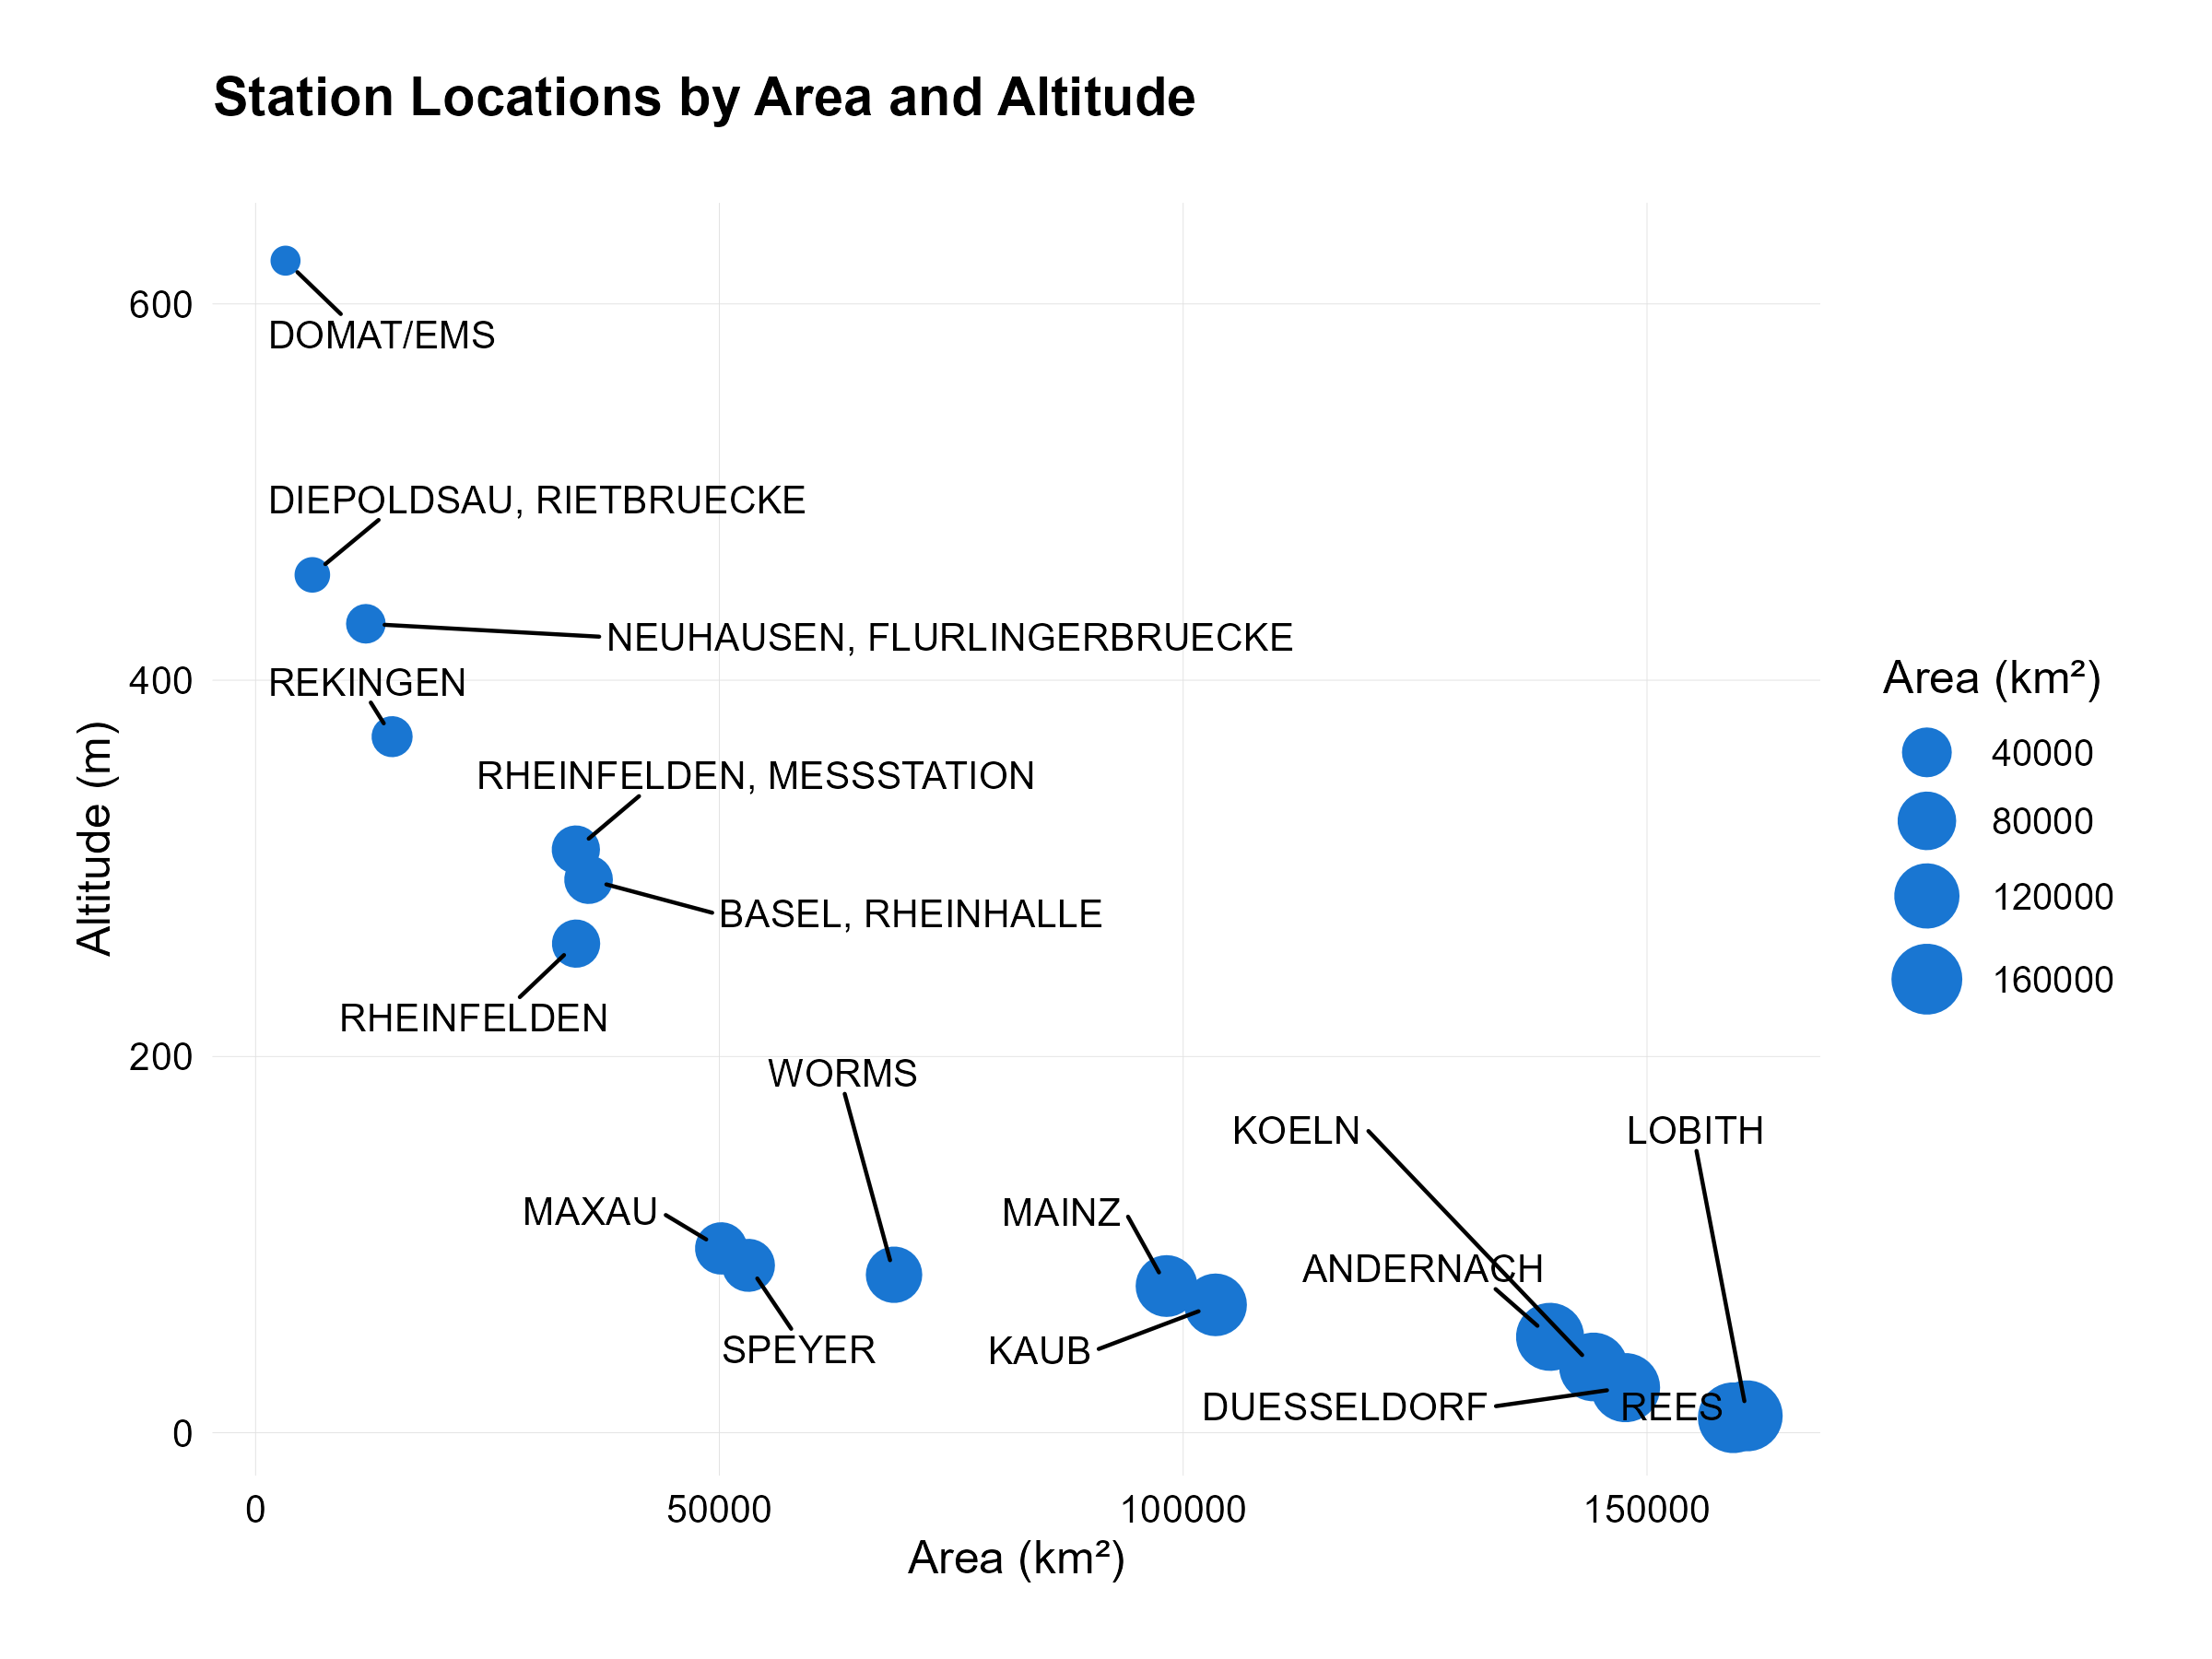 Station Locations by Area and Altitude
600
DOMAT/EMS
DIEPOLDSAU, RIETBRUECKE
NEUHAUSEN, FLURLINGERBRUECKE
400
REKINGEN
RHEINFELDEN, MESSSTATION
BASEL, RHEINHALLE
RHEINFELDEN
200
WORMS
KOELN
LOBITH
MAXAU
MAINZ
ANDERNACH
SPEYER
KAUB
DUESSELDORF
REES
0
Altitude (m)
0
50000
100000
150000
Area (km²)
Area (km²)
40000
80000
120000
160000